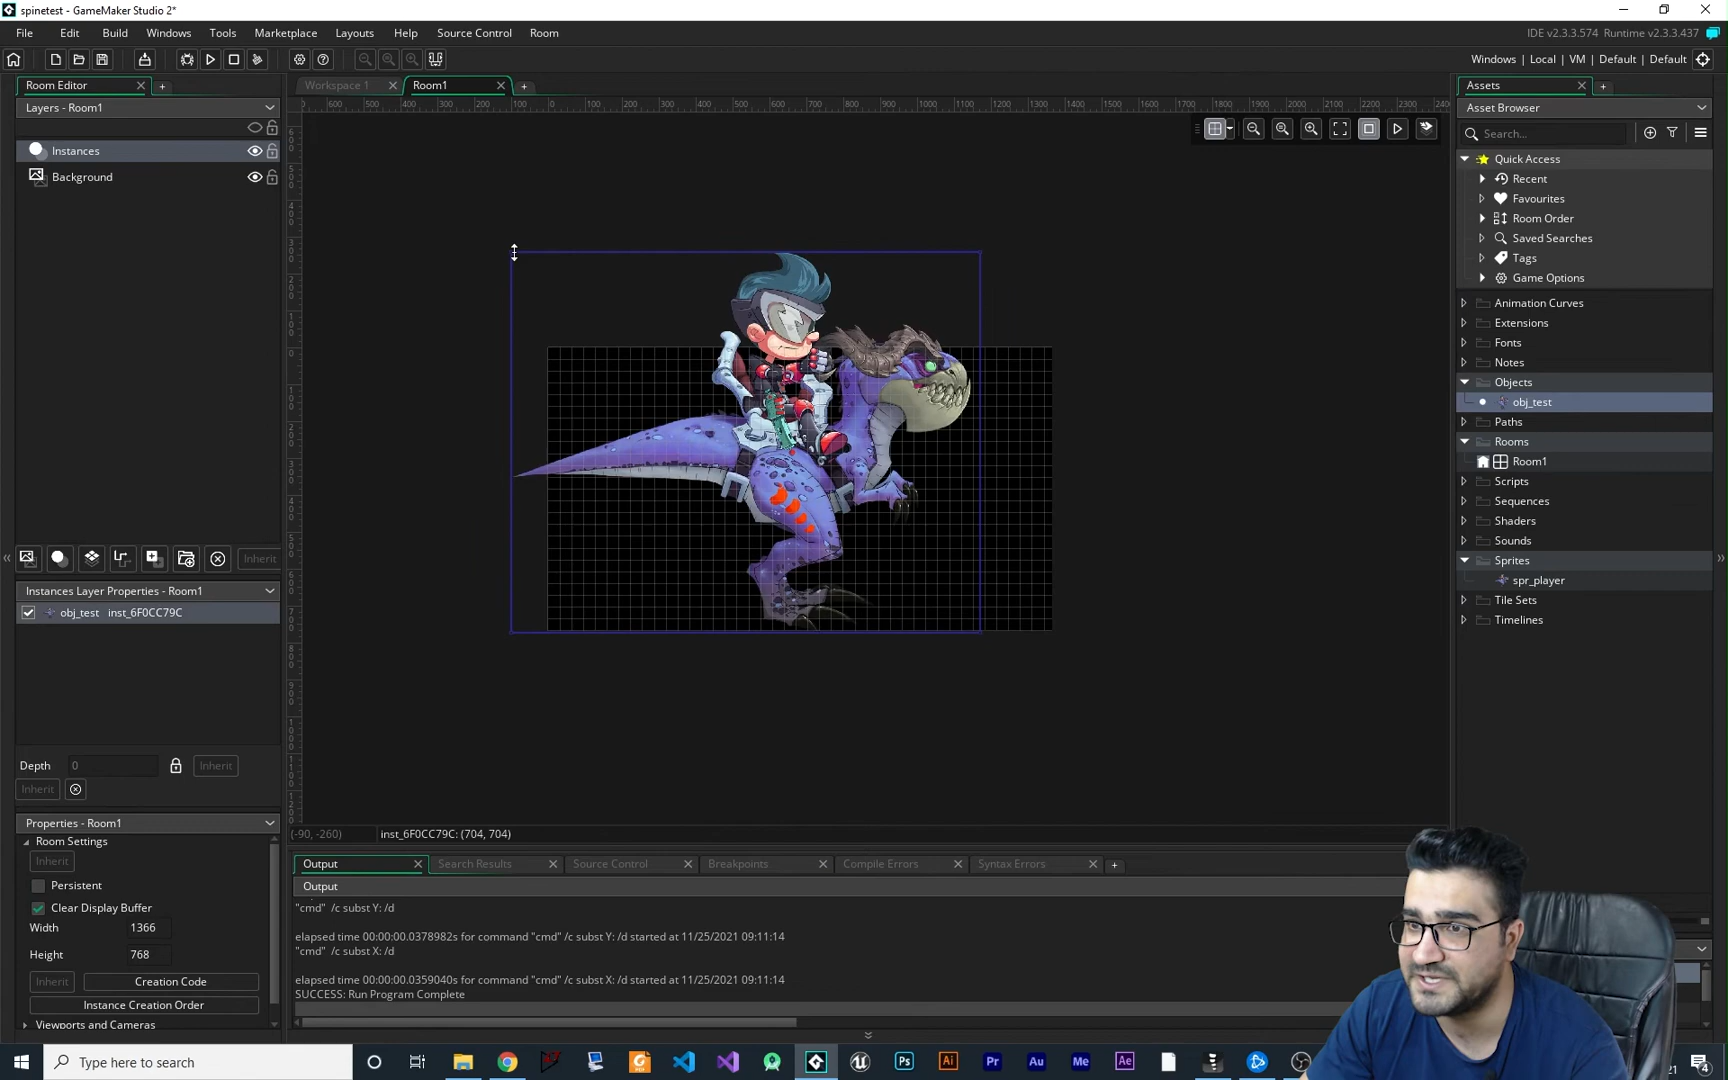 spinetest - GameMaker Studio 2*
File Edit Build Windows Tools Marketplace Layouts Help Source Control Room
IDE v2.3.3.574 Runtime v2.3.3.437
Windows | Local | VM | Default | Default
Room Editor
Workspace 1
Room1
Assets
Layers - Room1
Asset Browser
Search...
Instances
Background
Quick Access
Recent
Favourites
Room Order
Saved Searches
Tags
Game Options
Animation Curves
Extensions
Fonts
Notes
Objects
obj_test
Paths
Rooms
Room1
Scripts
Sequences
Shaders
Sounds
Sprites
spr_player
Tile Sets
Timelines
Inherit
Instances Layer Properties - Room1
obj_test inst_6F0CC79C
Depth 0 Inherit
Inherit
Properties - Room1
Room Settings
Inherit
Persistent
Clear Display Buffer
Width 1366
Height 768
Inherit Creation Code
Instance Creation Order
Viewports and Cameras
(-90, -260) inst_6F0CC79C: (704, 704)
Output Search Results Source Control Breakpoints Compile Errors Syntax Errors
Output
"cmd" /c subst Y: /d
elapsed time 00:00:00.0378982s for command "cmd" /c subst Y: /d started at 11/25/2021 09:11:14
"cmd" /c subst X: /d
elapsed time 00:00:00.0359040s for command "cmd" /c subst X: /d started at 11/25/2021 09:11:14
SUCCESS: Run Program Complete
Type here to search
Ps Ai Pr Au Me Ae
21
4